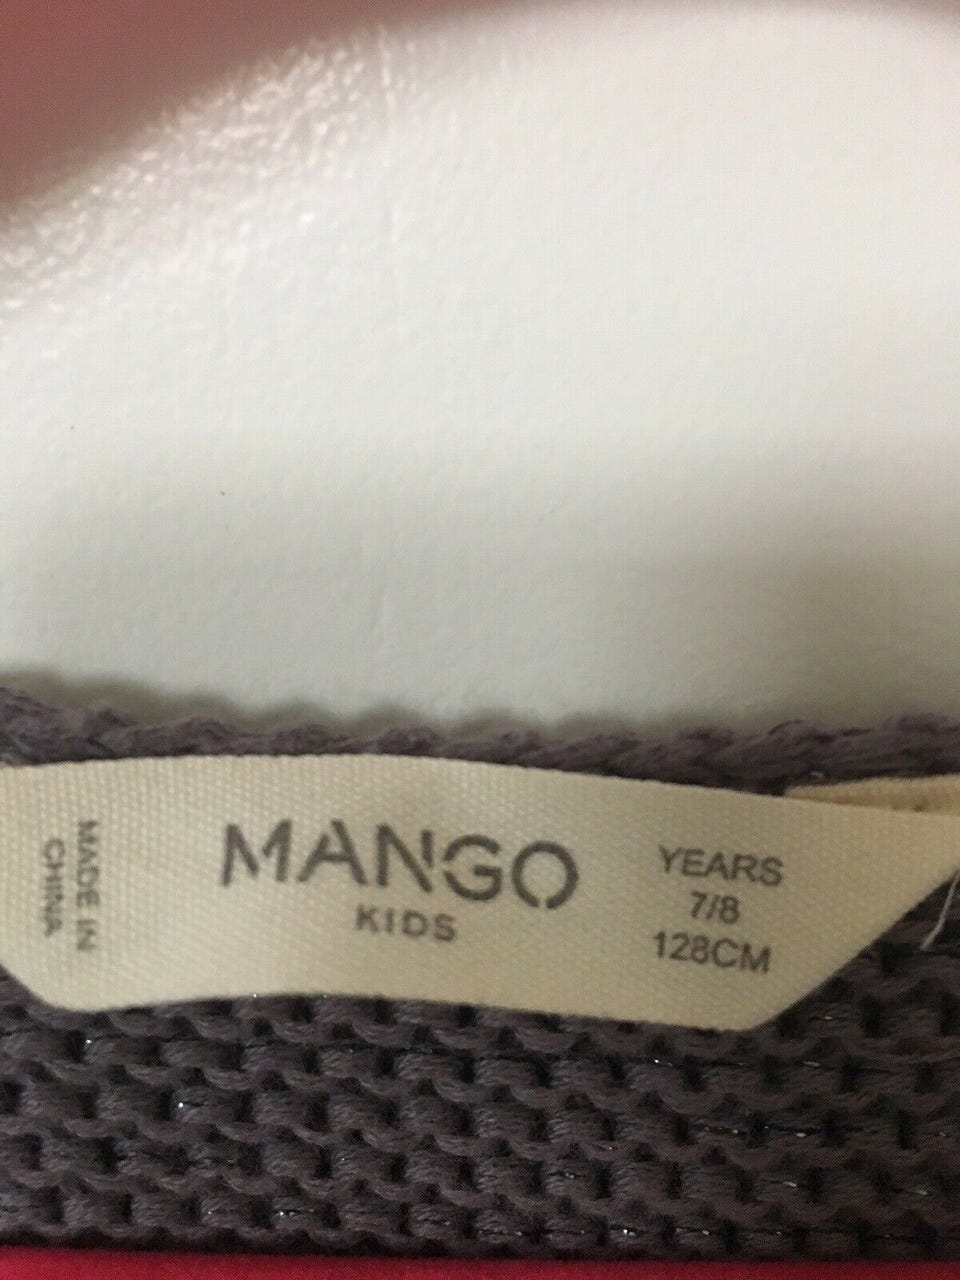 MADE IN
CHINA
MANGO
KIDS
YEARS
7/8
128CM